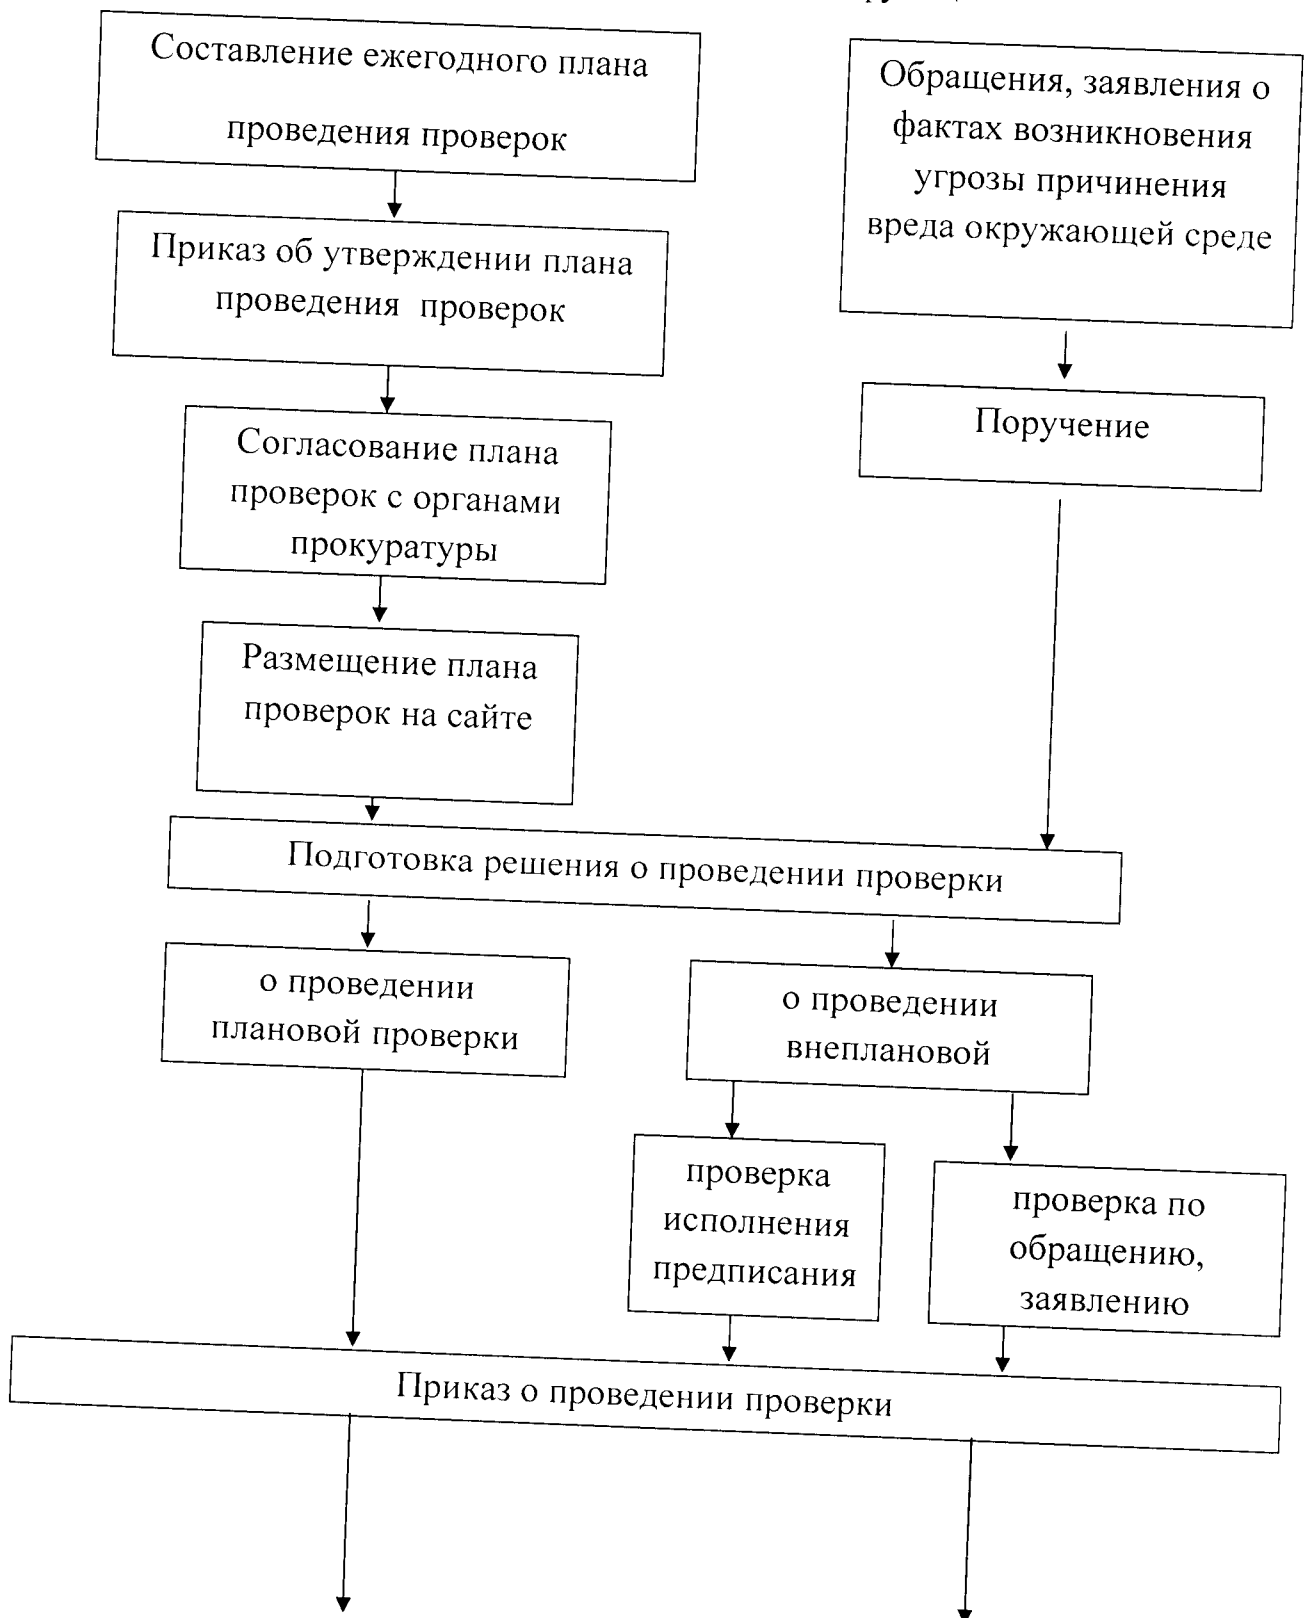 Составление ежегодного плана
проведения проверок
Обращения, заявления о
фактах возникновения
угрозы причинения
вреда окружающей среде
Приказ об утверждении плана
проведения проверок
Поручение
Согласование плана
проверок с органами
прокуратуры
Размещение плана
проверок на сайте
Подготовка решения о проведении проверки
о проведении
плановой проверки
о проведении
внеплановой
проверка
исполнения
предписания
проверка по
обращению,
заявлению
Приказ о проведении проверки